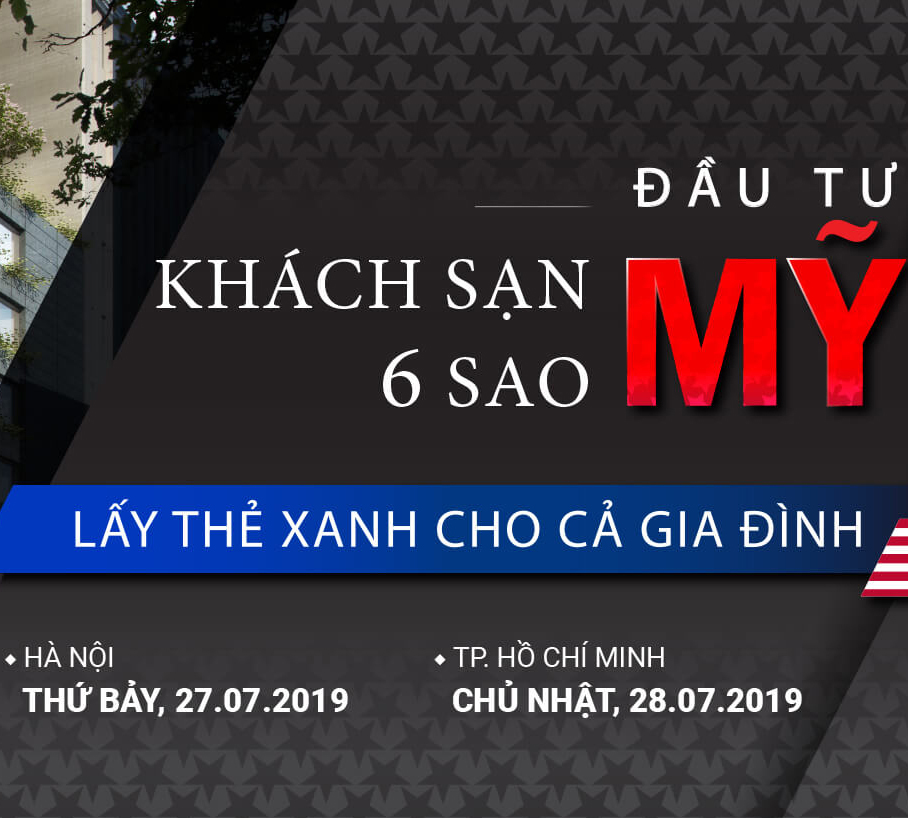 ĐẦU TƯ
KHÁCH SẠN
6 SAO
MỸ
LẤY THẺ XANH CHO CẢ GIA ĐÌNH
HÀ NỘI
THỨ BẢY, 27.07.2019
TP. HỒ CHÍ MINH
CHỦ NHẬT, 28.07.2019